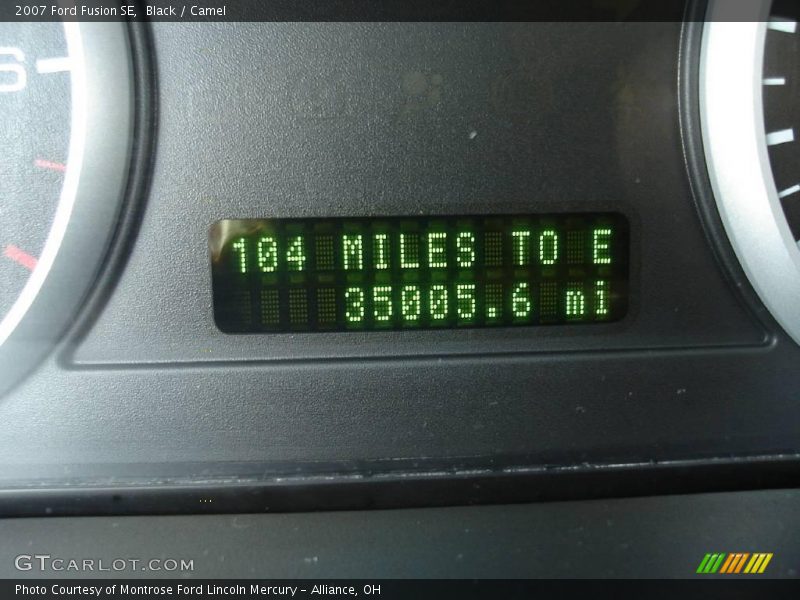 2007 Ford Fusion SE, Black / Camel
6
104 MILES TO E
35005.6 mi
GTCARLOT.COM
Photo Courtesy of Montrose Ford Lincoln Mercury - Alliance, OH